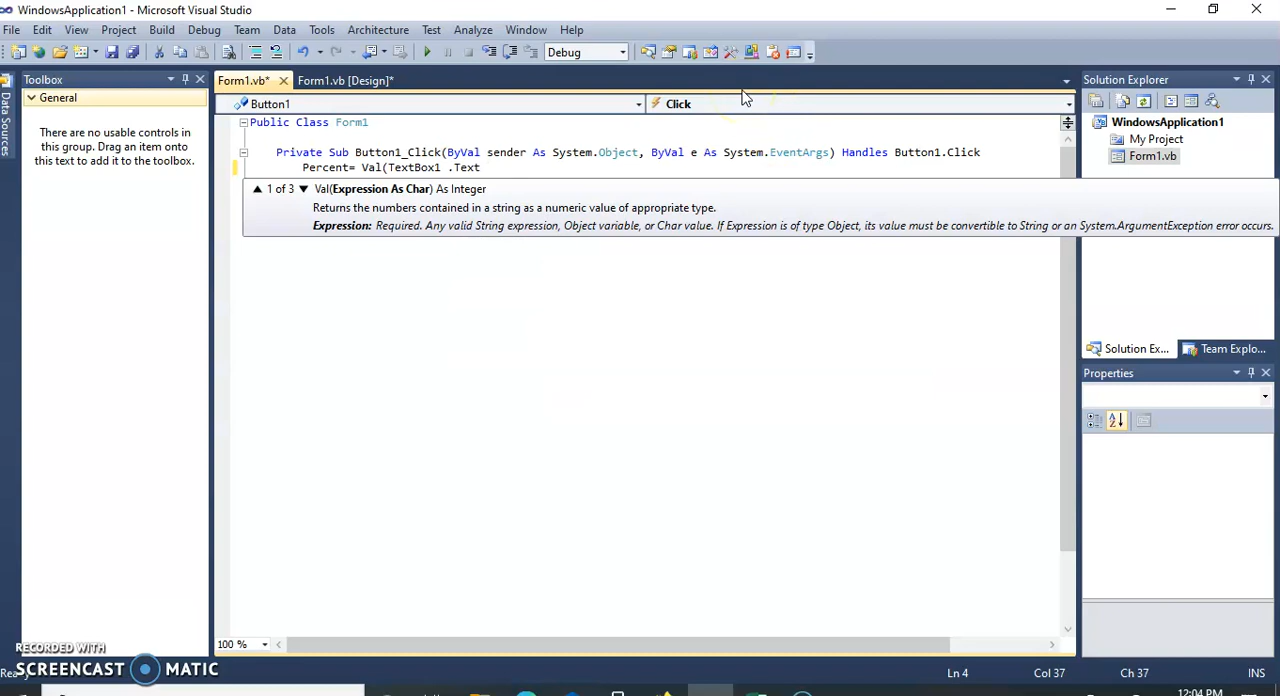 WindowsApplication1 - Microsoft Visual Studio
File Edit View Project Build Debug Team Data Tools Architecture Test Analyze Window Help
Debug
Toolbox
General
There are no usable controls in
this group. Drag an item onto
this text to add it to the toolbox.
Data Sources
Form1.vb* Form1.vb [Design]*
Button1 Click
Public Class Form1
Private Sub Button1_Click(ByVal sender As System.Object, ByVal e As System.EventArgs) Handles Button1.Click
Percent= Val(TextBox1 .Text
1 of 3 Val(Expression As Char) As Integer
Returns the numbers contained in a string as a numeric value of appropriate type.
Expression: Required. Any valid String expression, Object variable, or Char value. If Expression is of type Object, its value must be convertible to String or an System.ArgumentException error occurs.
Solution Explorer
WindowsApplication1
My Project
Form1.vb
Solution Ex... Team Explo...
Properties
100 %
RECORDED WITH
SCREENCAST MATIC
Ln 4 Col 37 Ch 37 INS
12:04 PM